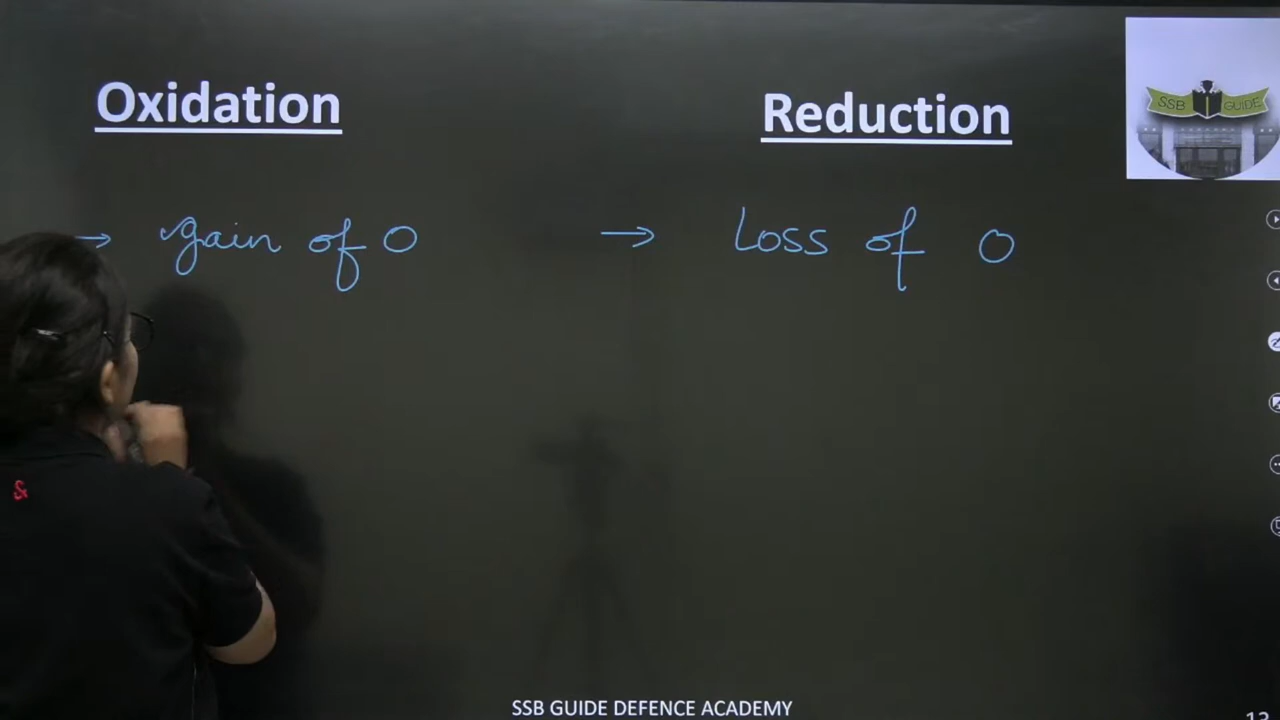 Oxidation
Reduction
SSB GUIDE
→ gain of O
→ Loss of O
&
SSB GUIDE DEFENCE ACADEMY